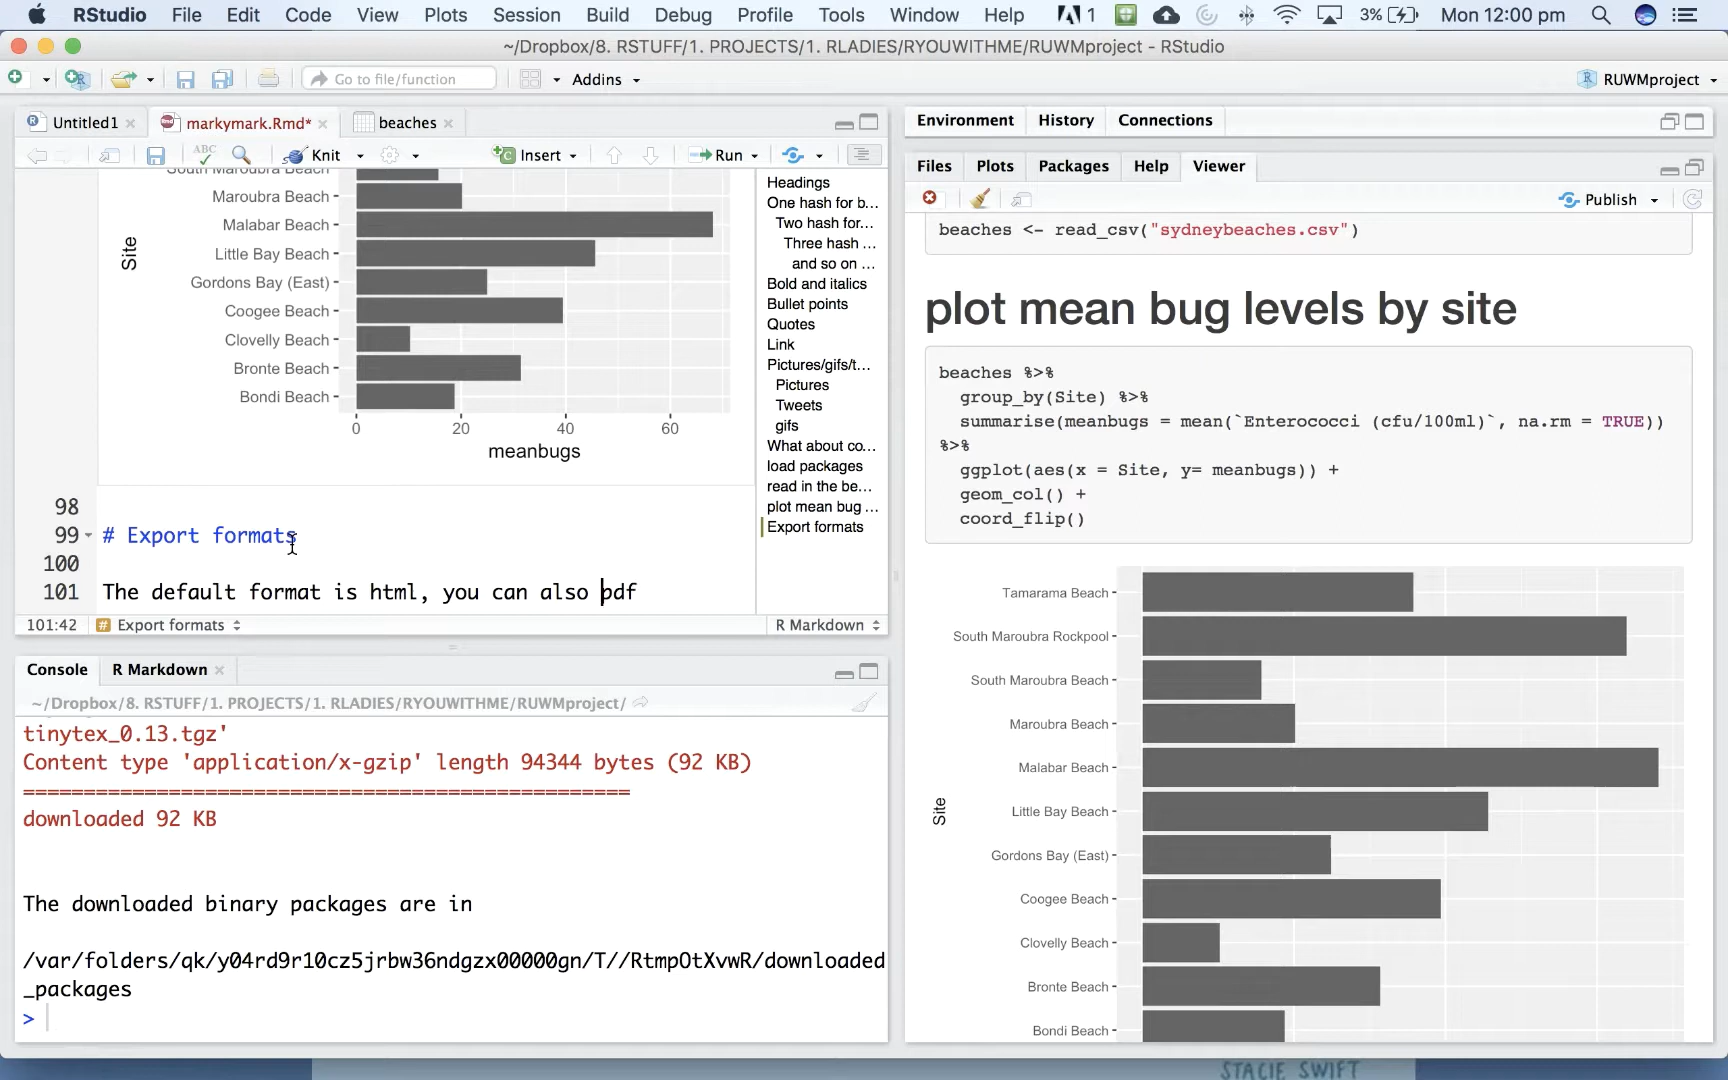 RStudio File Edit Code View Plots Session Build Debug Profile Tools Window Help 1 3% Mon 12:00 pm
~/Dropbox/8. RSTUFF/1. PROJECTS/1. RLADIES/RYOUWITHME/RUWMproject - RStudio
Go to file/function Addins RUWMproject
Untitled1 markymark.Rmd* beaches
ABC Knit Insert Run
South Maroubra Beach
Maroubra Beach
Malabar Beach
Little Bay Beach
Gordons Bay (East)
Coogee Beach
Clovelly Beach
Bronte Beach
Bondi Beach
Site
0 20 40 60
meanbugs
98
99 # Export formats
100
101 The default format is html, you can also pdf
101:42 # Export formats R Markdown
Headings
One hash for b...
Two hash for...
Three hash ...
and so on ...
Bold and italics
Bullet points
Quotes
Link
Pictures/gifs/t...
Pictures
Tweets
gifs
What about co...
load packages
read in the be...
plot mean bug ...
Export formats
Console R Markdown
~/Dropbox/8. RSTUFF/1. PROJECTS/1. RLADIES/RYOUWITHME/RUWMproject/
tinytex_0.13.tgz'
Content type 'application/x-gzip' length 94344 bytes (92 KB)
==================================================
downloaded 92 KB
The downloaded binary packages are in
/var/folders/qk/y04rd9r10cz5jrbw36ndgzx00000gn/T//RtmpOtXvwR/downloaded
_packages
>
Environment History Connections
Files Plots Packages Help Viewer
Publish
beaches <- read_csv("sydneybeaches.csv")
plot mean bug levels by site
beaches %>%
group_by(Site) %>%
summarise(meanbugs = mean(`Enterococci (cfu/100ml)`, na.rm = TRUE))
%>%
ggplot(aes(x = Site, y= meanbugs)) +
geom_col() +
coord_flip()
Tamarama Beach
South Maroubra Rockpool
South Maroubra Beach
Maroubra Beach
Malabar Beach
Little Bay Beach
Gordons Bay (East)
Coogee Beach
Clovelly Beach
Bronte Beach
Bondi Beach
Site
STACIE SWIFT